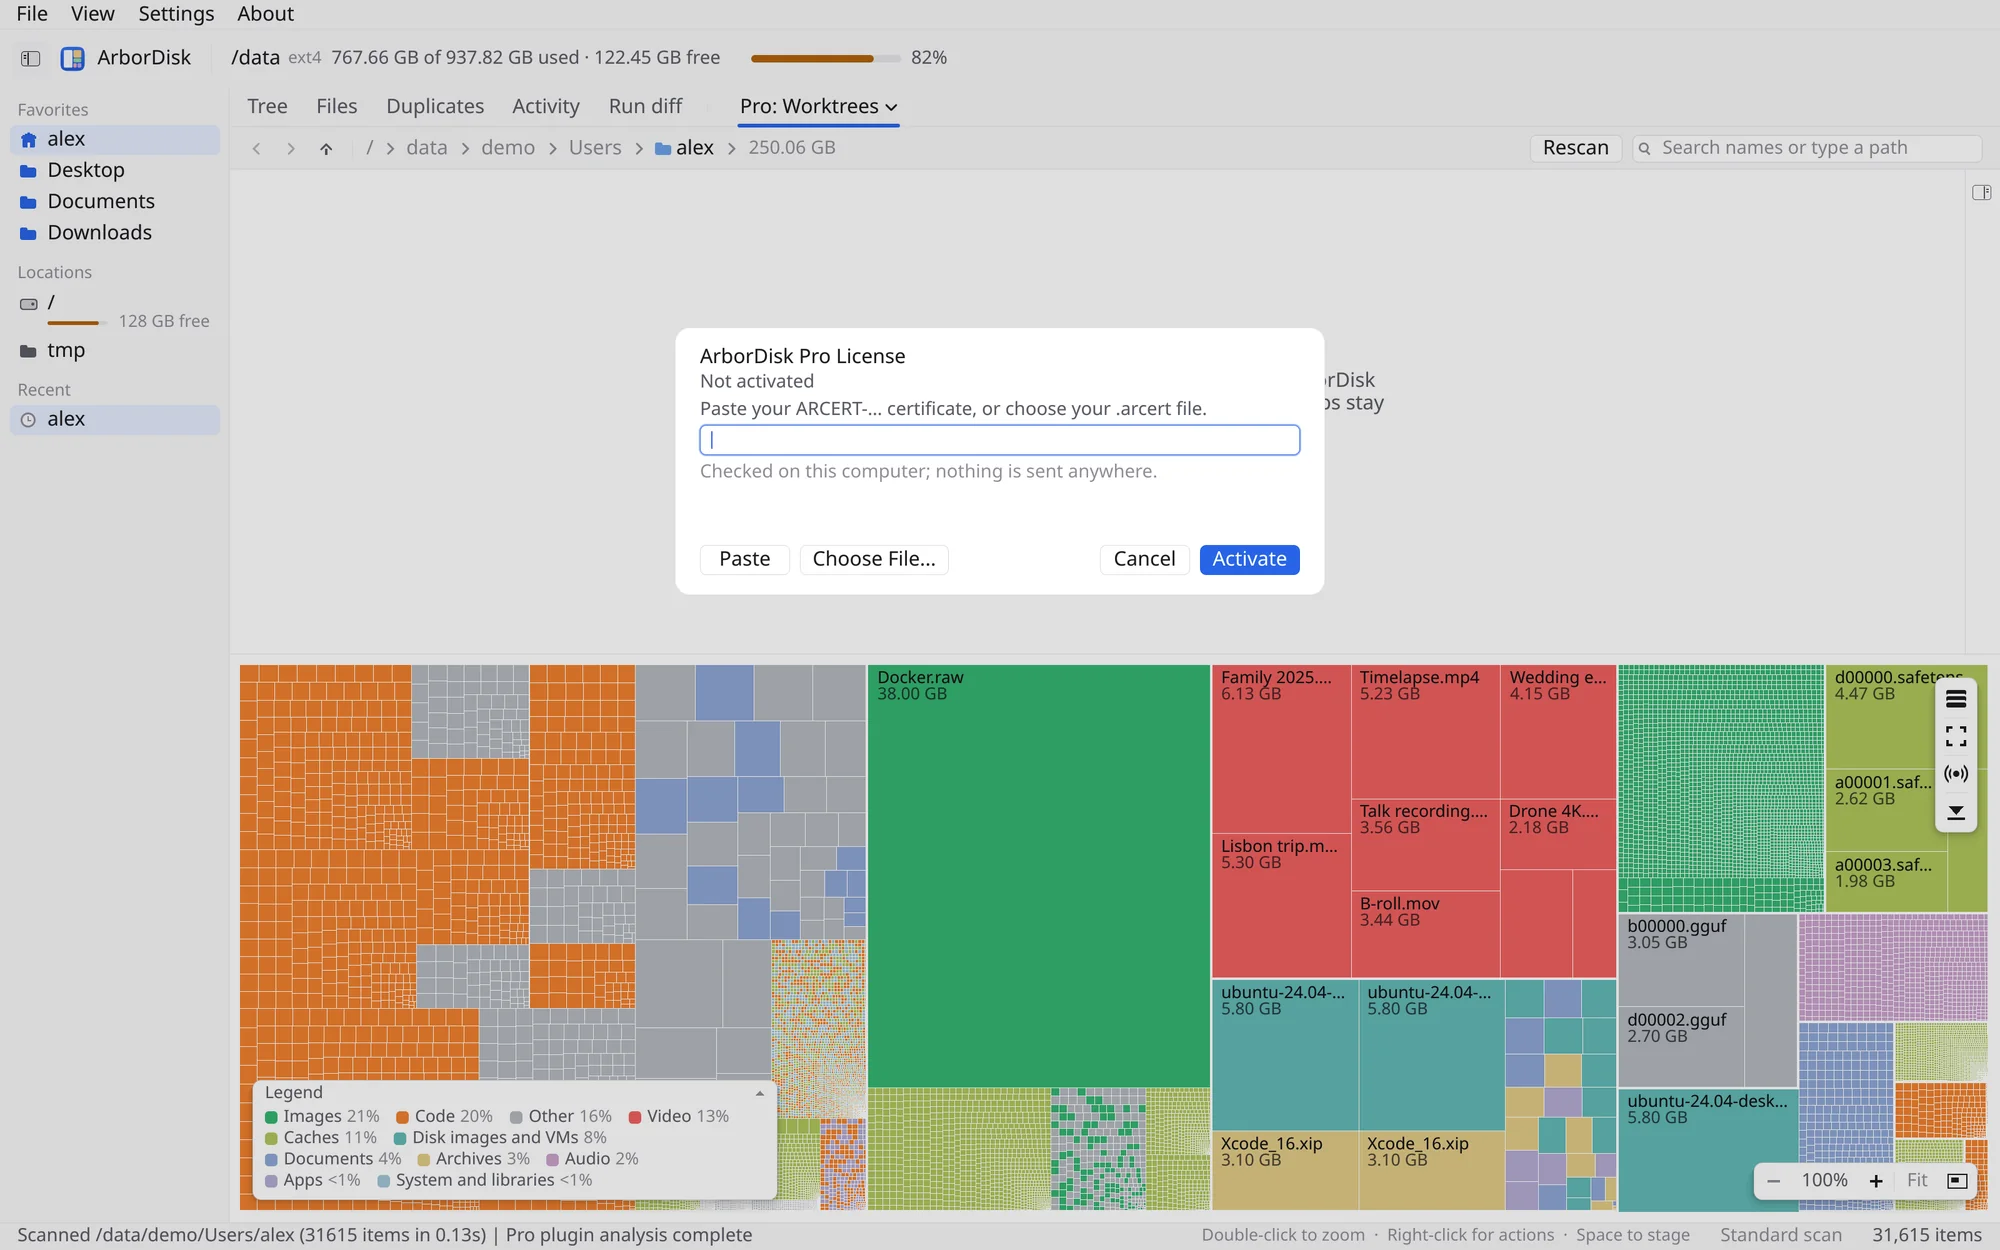 File View Settings About
ArborDisk /data ext4 767.66 GB of 937.82 GB used · 122.45 GB free 82%
Favorites
alex
Desktop
Documents
Downloads
Locations
/
128 GB free
tmp
Recent
alex
Tree Files Duplicates Activity Run diff Pro: Worktrees
/ > data > demo > Users > alex > 250.06 GB
Rescan Search names or type a path
rDisk
stay
ArborDisk Pro License
Not activated
Paste your ARCERT-... certificate, or choose your .arcert file.
Checked on this computer; nothing is sent anywhere.
Paste Choose File... Cancel Activate
Docker.raw
38.00 GB
Family 2025....
6.13 GB
Timelapse.mp4
5.23 GB
Wedding e...
4.15 GB
Lisbon trip.m...
5.30 GB
Talk recording....
3.56 GB
Drone 4K....
2.18 GB
B-roll.mov
3.44 GB
d00000.safetens
4.47 GB
a00001.saf...
2.62 GB
a00003.saf...
1.98 GB
b00000.gguf
3.05 GB
d00002.gguf
2.70 GB
ubuntu-24.04-...
5.80 GB
ubuntu-24.04-...
5.80 GB
ubuntu-24.04-desk...
5.80 GB
Xcode_16.xip
3.10 GB
Xcode_16.xip
3.10 GB
Legend
Images 21% Code 20% Other 16% Video 13%
Caches 11% Disk images and VMs 8%
Documents 4% Archives 3% Audio 2%
Apps <1% System and libraries <1%
− 100% + Fit
Scanned /data/demo/Users/alex (31615 items in 0.13s) | Pro plugin analysis complete
Double-click to zoom · Right-click for actions · Space to stage Standard scan 31,615 items